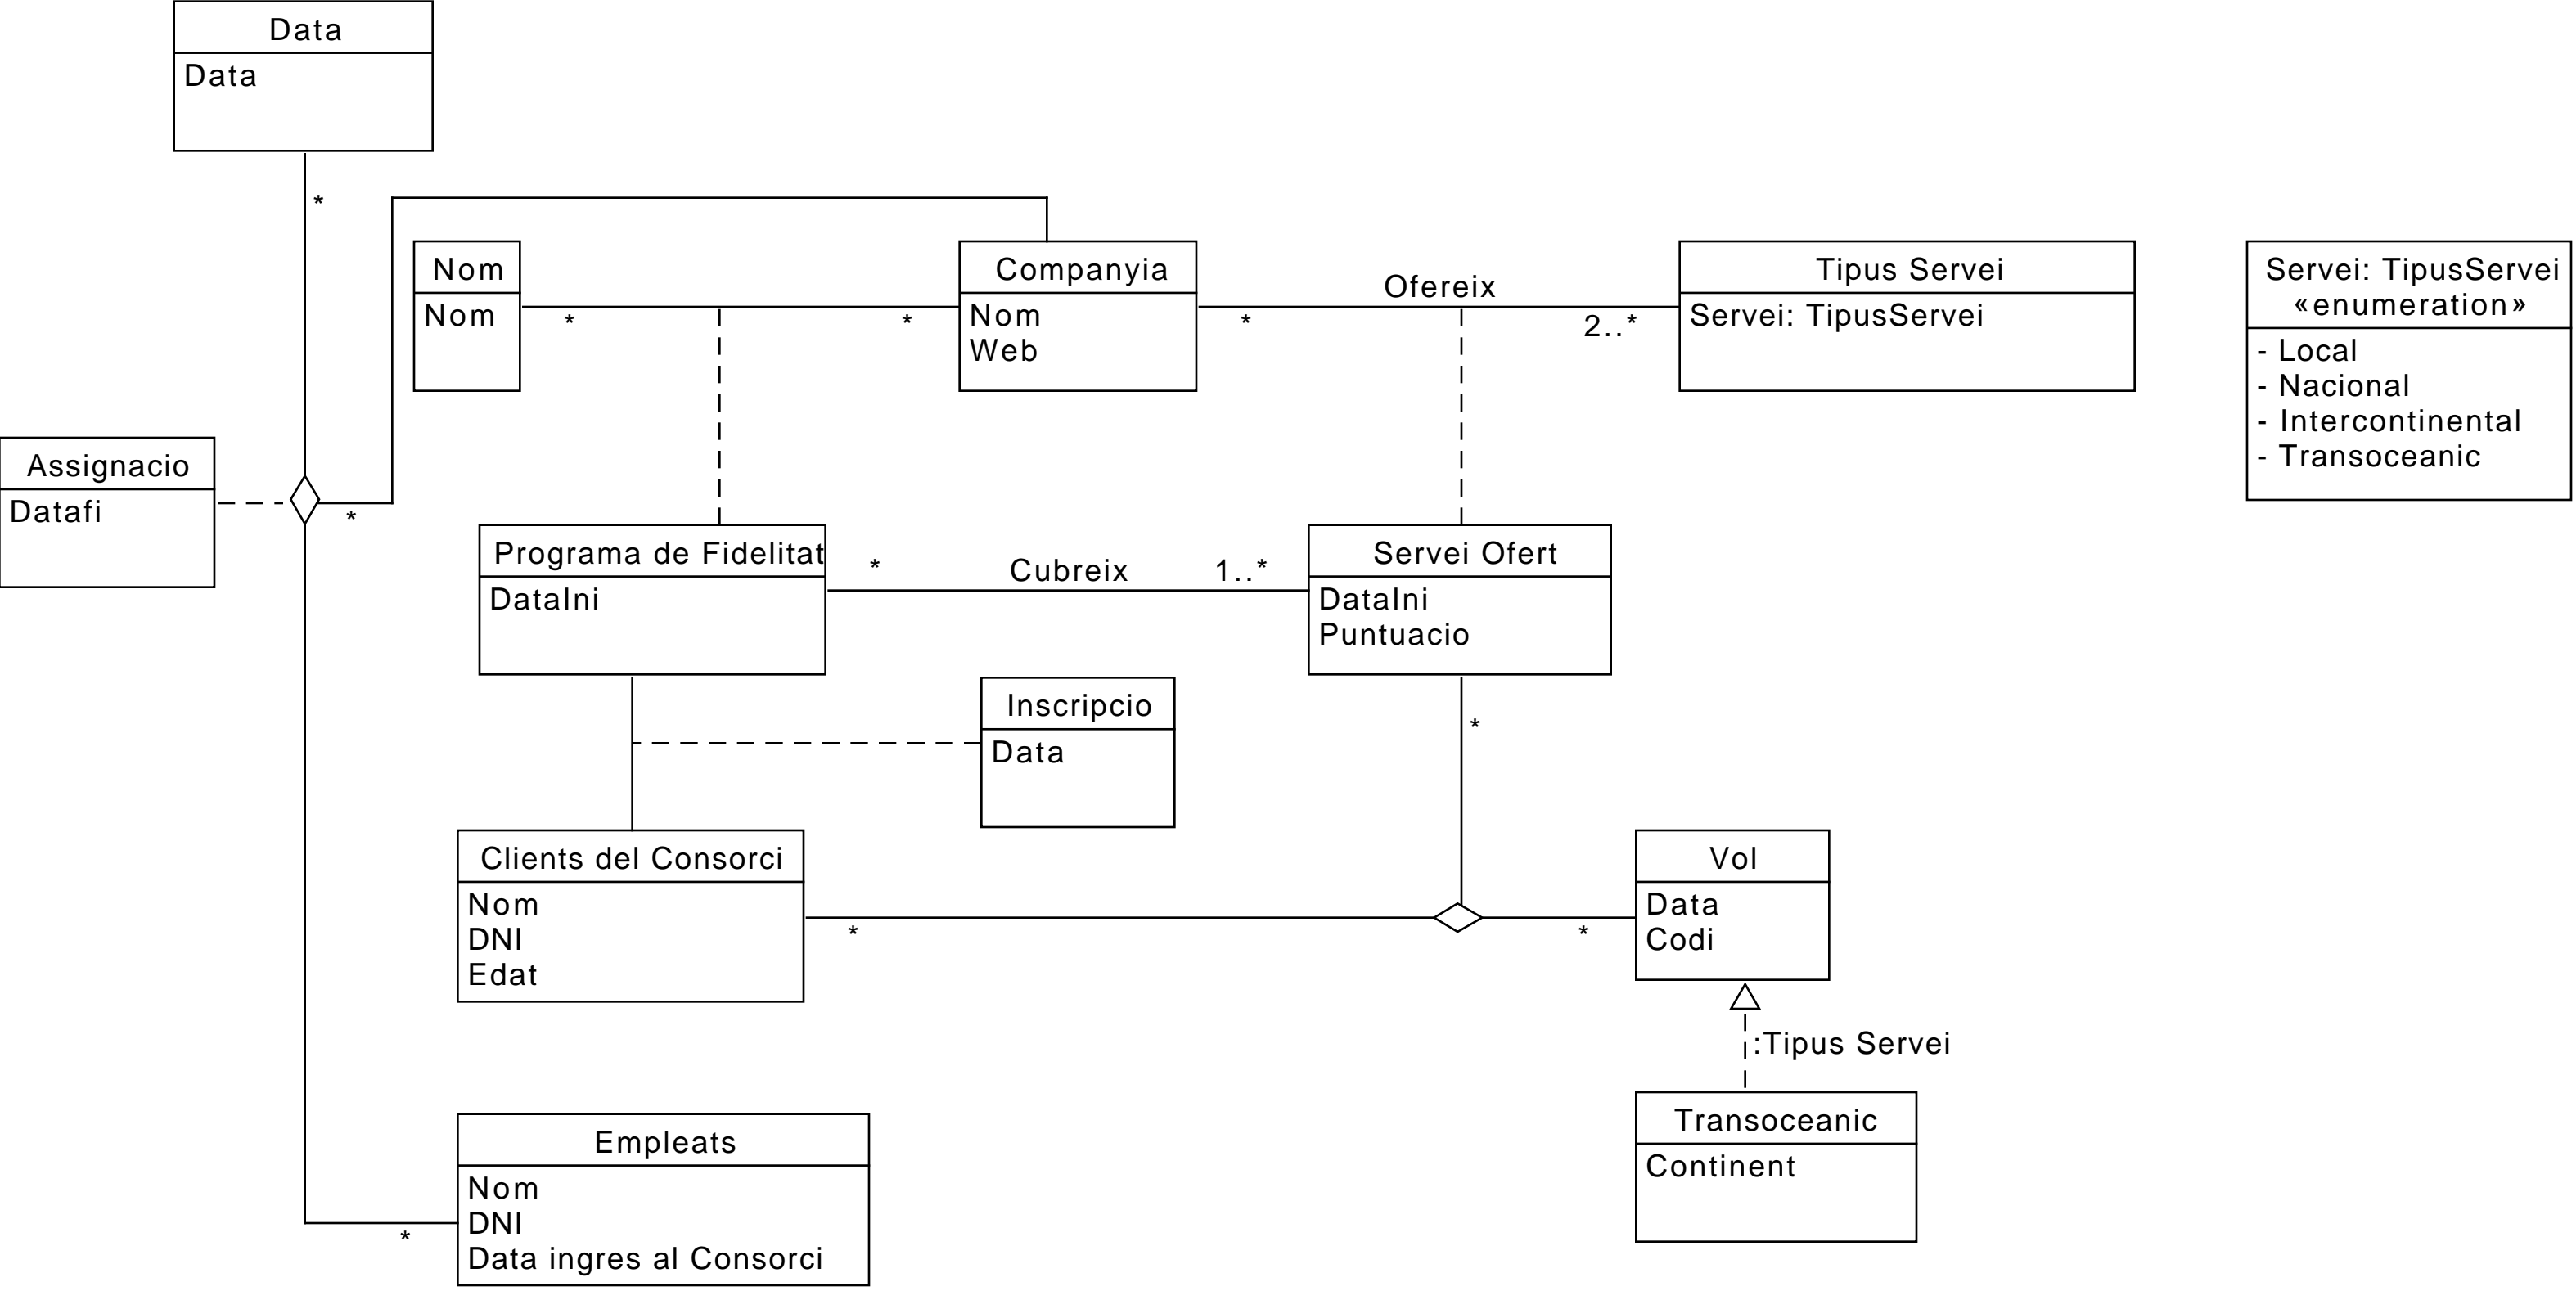 Data
Data
*
Nom
Nom
*
*
Companyia
Nom
Web
*
Ofereix
2..*
Tipus Servei
Servei: TipusServei
Servei: TipusServei
«enumeration»
- Local
- Nacional
- Intercontinental
- Transoceanic
Assignacio
Datafi
*
Programa de Fidelitat
DataIni
*
Cubreix
1..*
Servei Ofert
DataIni
Puntuacio
Inscripcio
Data
*
Clients del Consorci
Nom
DNI
Edat
*
*
Vol
Data
Codi
:Tipus Servei
Transoceanic
Continent
Empleats
Nom
DNI
Data ingres al Consorci
*